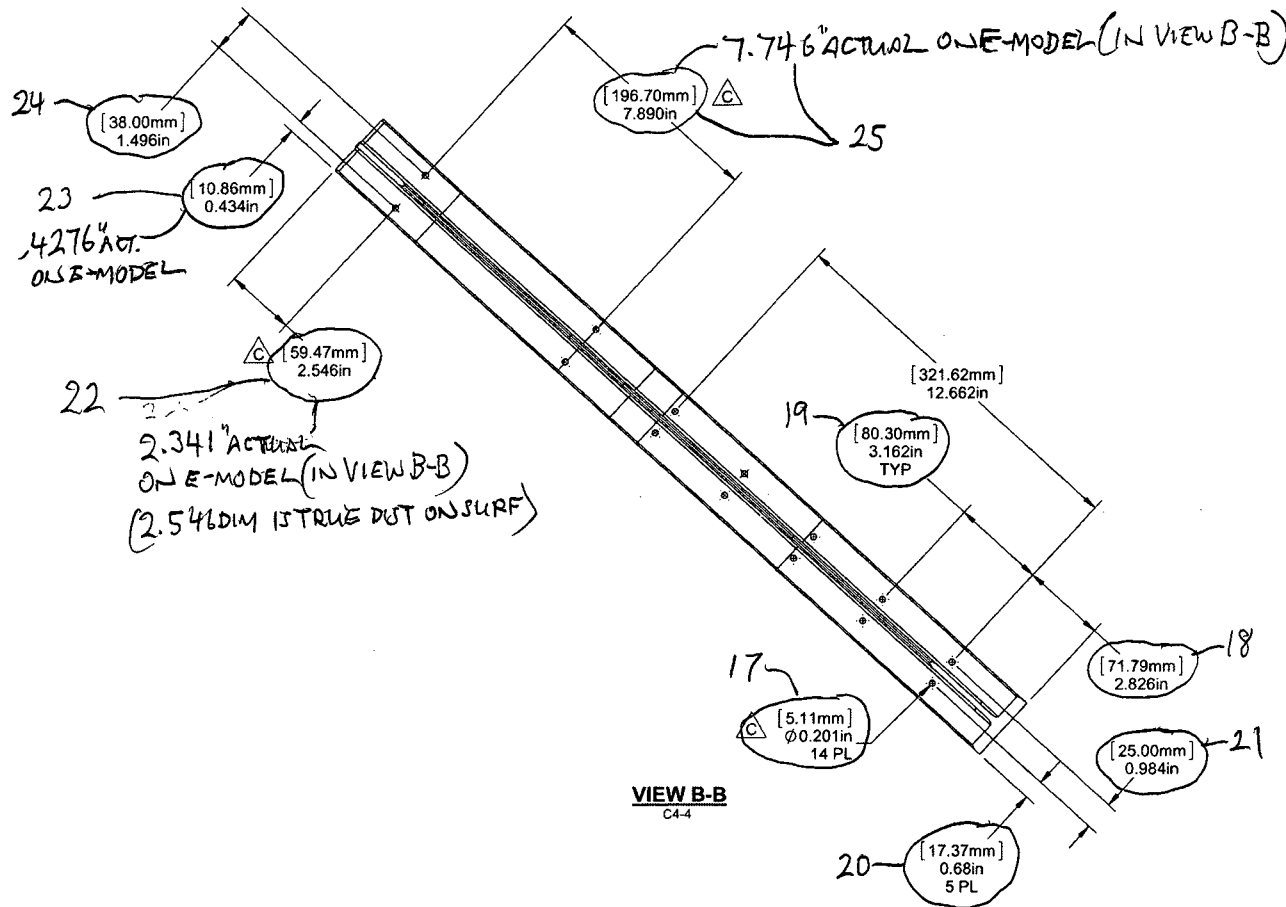 7.746" ACTUAL ON E-MODEL (IN VIEW B-B)
24
[38.00mm]
1.496in
[196.70mm]
7.890in
C
25
23
[10.86mm]
0.434in
.4276" ACT.
ON E-MODEL
C
[59.47mm]
2.546in
22
2.341" ACTUAL
ON E-MODEL (IN VIEW B-B)
(2.546 DIM IS TRUE DIST ON SURF)
[321.62mm]
12.662in
19
[80.30mm]
3.162in
TYP
18
[71.79mm]
2.826in
17
C
[5.11mm]
Ø0.201in
14 PL
21
[25.00mm]
0.984in
VIEW B-B
C4-4
20
[17.37mm]
0.68in
5 PL